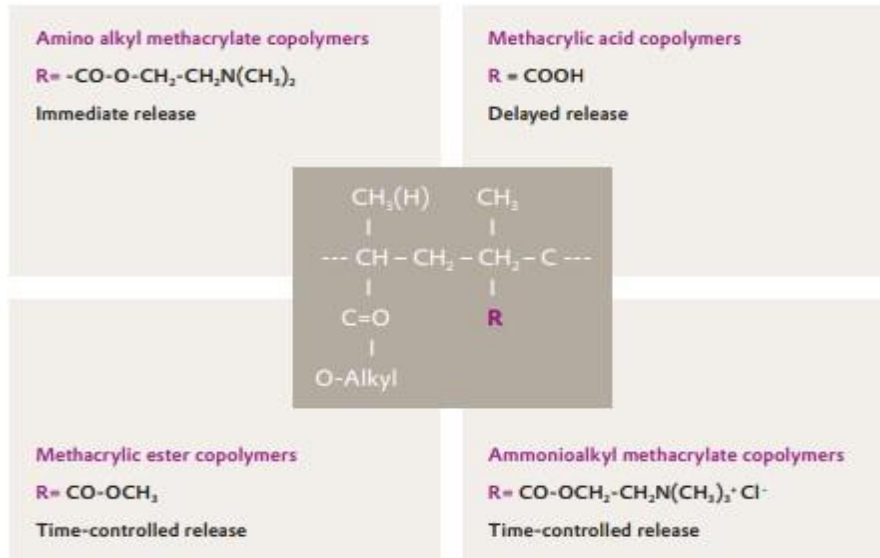 Amino alkyl methacrylate copolymers
R= -CO-O-CH₂-CH₂N(CH₃)₂
Immediate release
Methacrylic acid copolymers
R = COOH
Delayed release
CH₃(H) CH₃
--- CH – CH₂ – CH₂ – C ---
C=O R
O-Alkyl
Methacrylic ester copolymers
R= CO-OCH₃
Time-controlled release
Ammonioalkyl methacrylate copolymers
R= CO-OCH₂-CH₂N(CH₃)₃⁺ Cl⁻
Time-controlled release